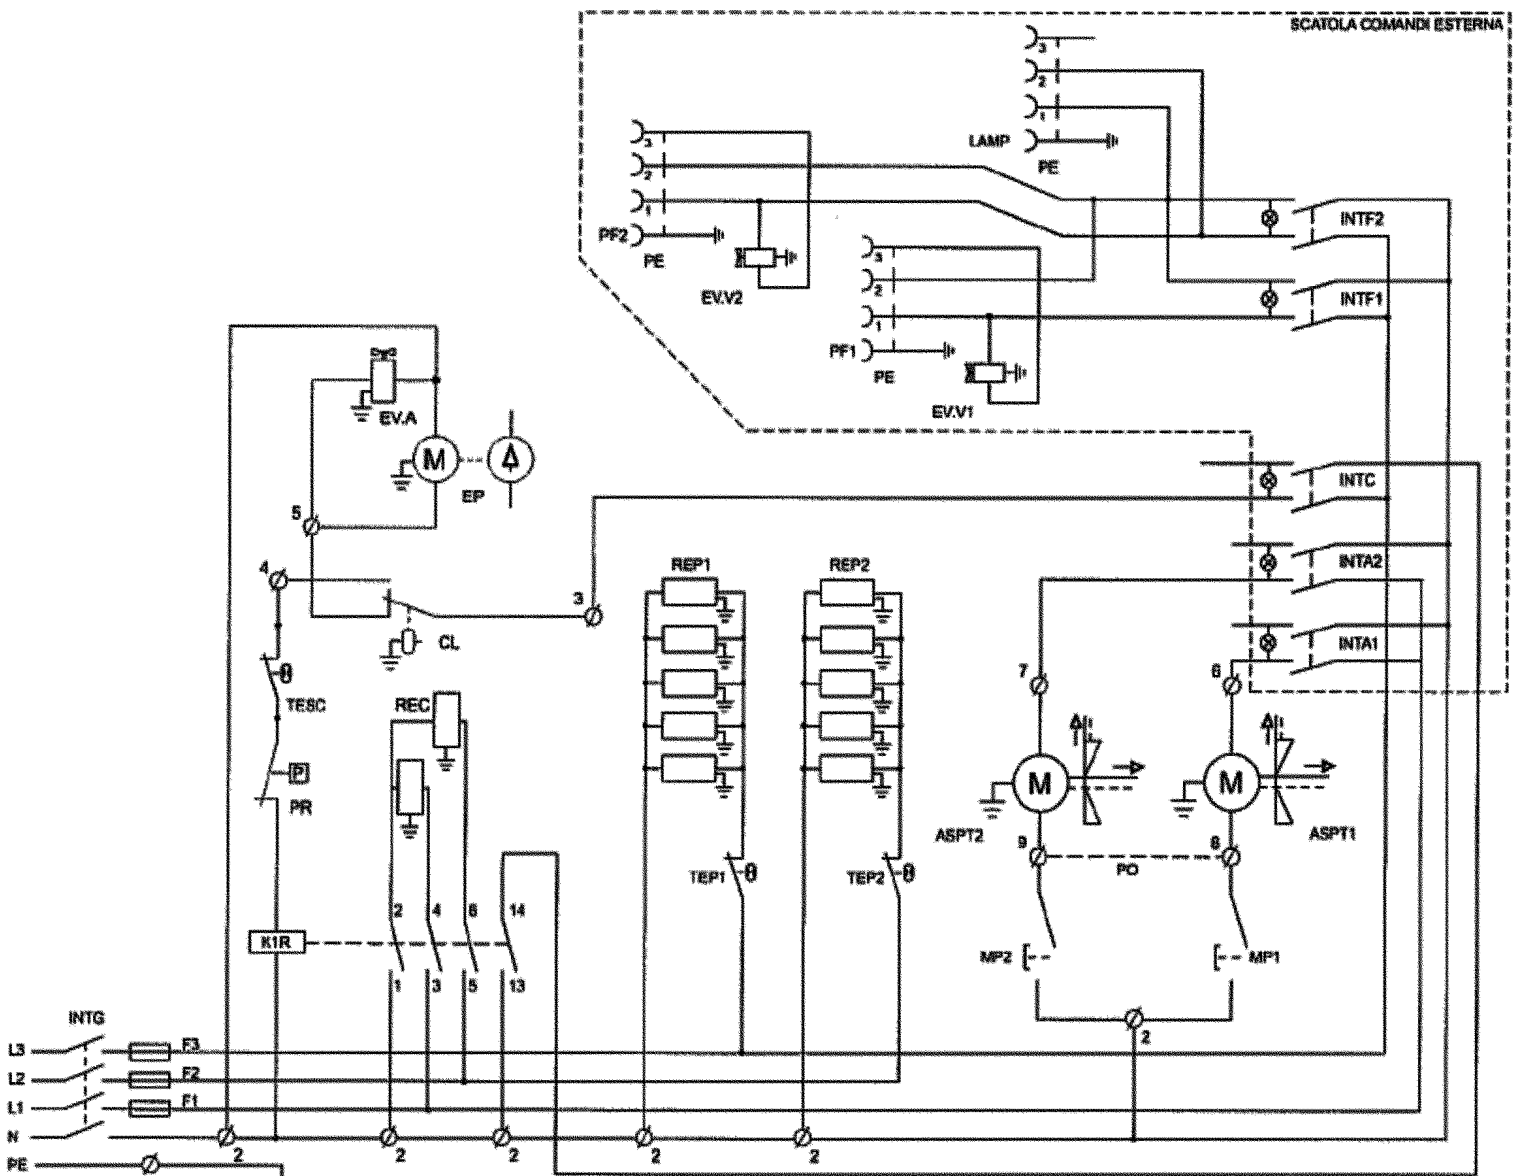 SCATOLA COMANDI ESTERNA
3
2
1
LAMP
PE
3
2
1
PF2
PE
EV.V2
INTF2
3
2
1
PF1
PE
EV.V1
INTF1
EV.A
M
EP
5
INTC
4
3
REP1
REP2
INTA2
CL
INTA1
TESC
REC
7
6
P
PR
M
M
ASPT2
ASPT1
9
8
PO
TEP1
TEP2
2
4
6
14
K1R
MP2
MP1
1
3
5
13
INTG
2
L3
F3
L2
F2
L1
F1
N
2
2
2
2
2
PE